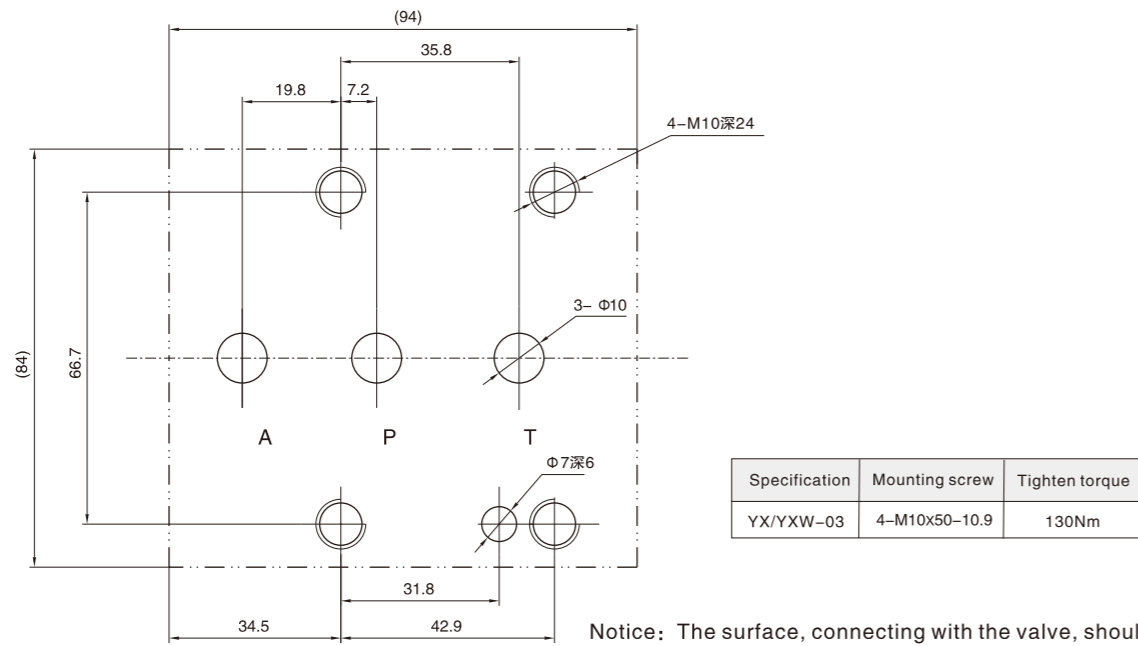 (94)
35.8
19.8
7.2
4-M10深24
3- Φ10
(84)
66.7
A
P
T
Φ7深6
Specification
Mounting screw
Tighten torque
YX/YXW-03
4-M10x50-10.9
130Nm
31.8
34.5
42.9
Notice: The surface, connecting with the valve, shoul